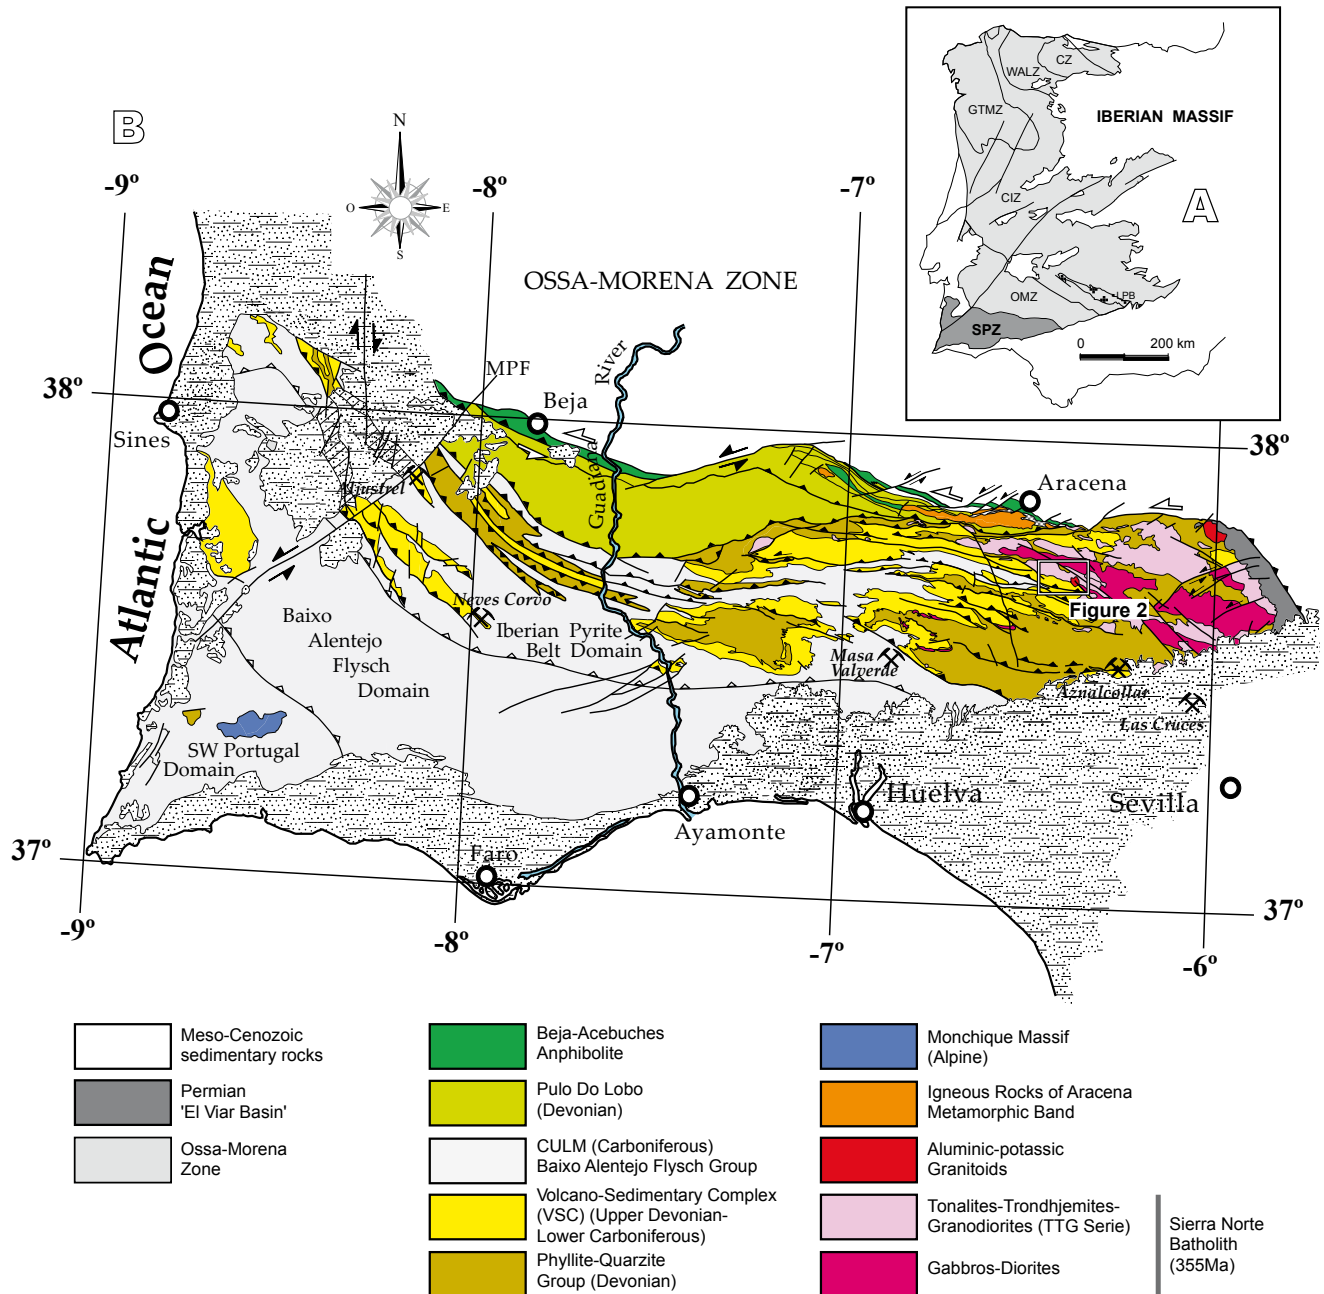 B
N
O
E
S
-9º
-8º
-7º
WALZ
CZ
GTMZ
IBERIAN MASSIF
A
CIZ
OMZ
LPB
SPZ
0
200 km
OSSA-MORENA ZONE
Atlantic Ocean
38º
38º
Sines
MPF
Beja
Guadiana River
Aljustrel
Aracena
Neves Corvo
Figure 2
Baixo
Alentejo
Flysch
Domain
Iberian Pyrite
Belt Domain
Masa
Valverde
Aznalcollar
Las Cruces
SW Portugal
Domain
Huelva
Sevilla
Ayamonte
Faro
37º
37º
-9º
-8º
-7º
-6º
Meso-Cenozoic
sedimentary rocks
Permian
'El Viar Basin'
Ossa-Morena
Zone
Beja-Acebuches
Anphibolite
Pulo Do Lobo
(Devonian)
CULM (Carboniferous)
Baixo Alentejo Flysch Group
Volcano-Sedimentary Complex
(VSC) (Upper Devonian-
Lower Carboniferous)
Phyllite-Quarzite
Group (Devonian)
Monchique Massif
(Alpine)
Igneous Rocks of Aracena
Metamorphic Band
Aluminic-potassic
Granitoids
Tonalites-Trondhjemites-
Granodiorites (TTG Serie)
Gabbros-Diorites
Sierra Norte
Batholith
(355Ma)